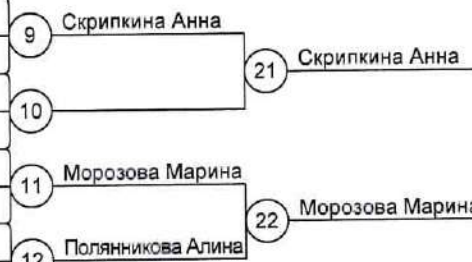 9 Скрипкина Анна
21 Скрипкина Анна
10
11 Морозова Марина
22 Морозова Марина
12 Полянникова Алина